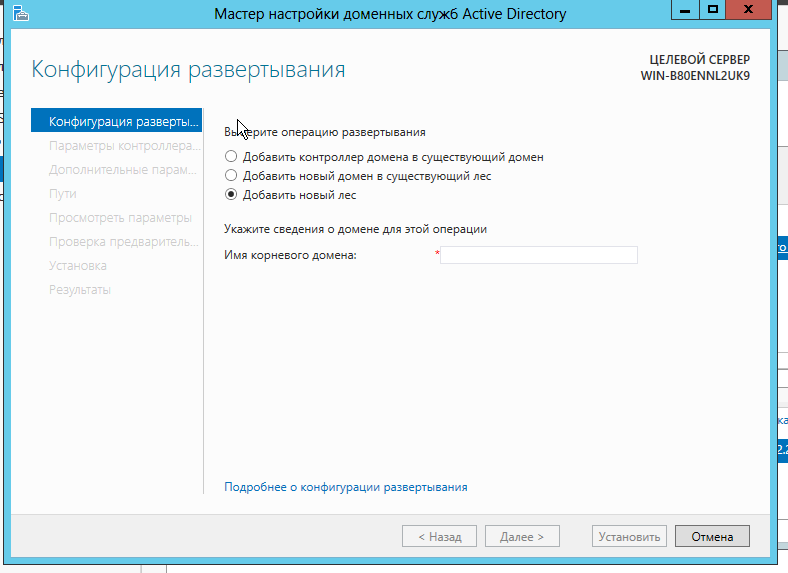 Мастер настройки доменных служб Active Directory
Конфигурация развертывания
ЦЕЛЕВОЙ СЕРВЕР
WIN-B80ENNL2UK9
Конфигурация разверты...
Параметры контроллера...
Дополнительные парам...
Пути
Просмотреть параметры
Проверка предваритель...
Установка
Результаты
Выберите операцию развертывания
Добавить контроллер домена в существующий домен
Добавить новый домен в существующий лес
Добавить новый лес
Укажите сведения о домене для этой операции
Имя корневого домена: *
Подробнее о конфигурации развертывания
< Назад
Далее >
Установить
Отмена